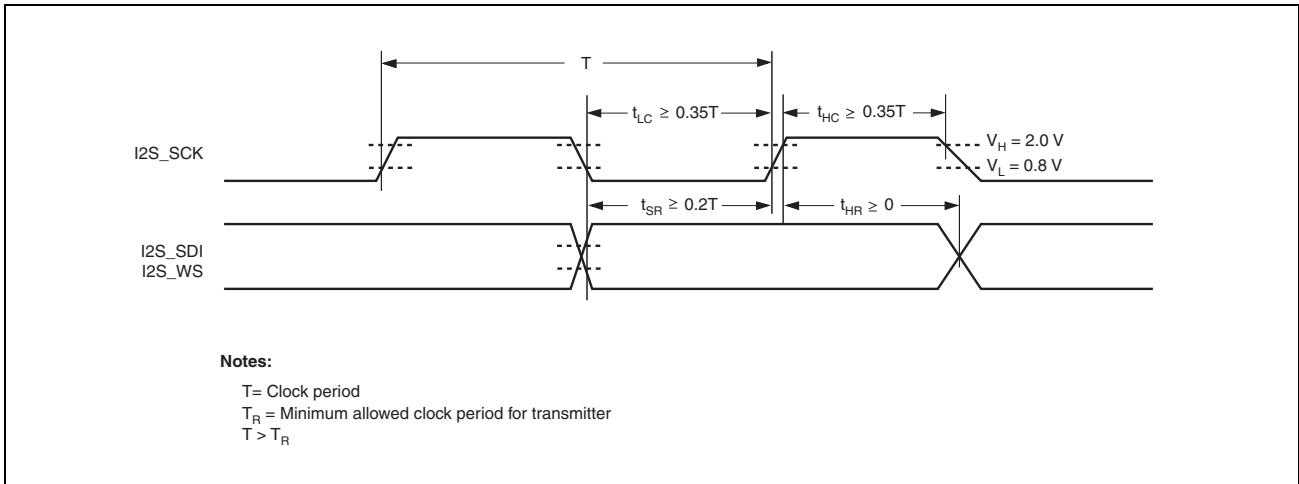 T
t_LC ≥ 0.35T
t_HC ≥ 0.35T
I2S_SCK
V_H = 2.0 V
V_L = 0.8 V
t_SR ≥ 0.2T
t_HR ≥ 0
I2S_SDI
I2S_WS
Notes:
T= Clock period
T_R = Minimum allowed clock period for transmitter
T > T_R